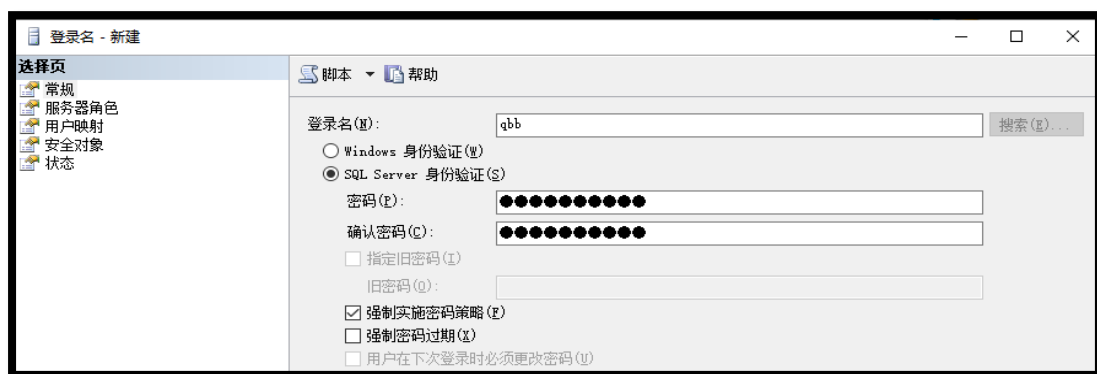 登录名 - 新建
选择页
常规
服务器角色
用户映射
安全对象
状态
脚本 帮助
登录名(N): qbb 搜索(E)...
Windows 身份验证(W)
SQL Server 身份验证(S)
密码(P): ●●●●●●●●●●
确认密码(C): ●●●●●●●●●●
指定旧密码(I)
旧密码(O):
强制实施密码策略(F)
强制密码过期(X)
用户在下次登录时必须更改密码(U)